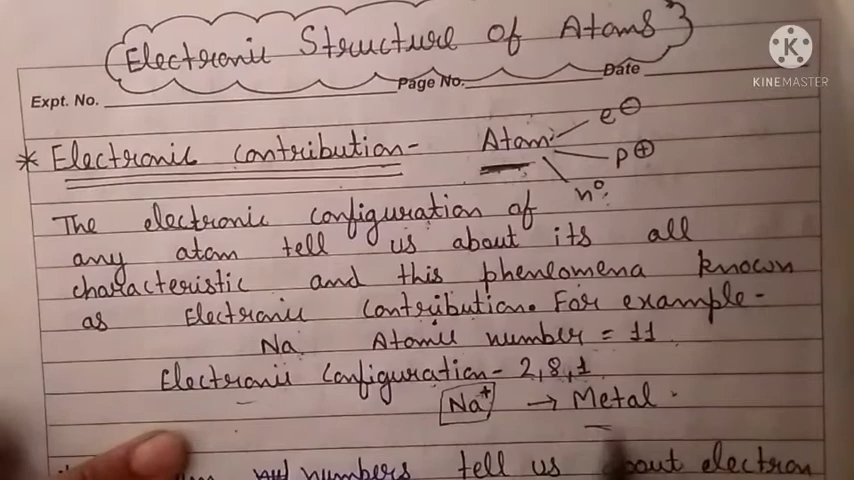 Electronic Structure of Atoms
Expt. No.
Page No.
Date
K
KINEMASTER
* Electronic contribution- Atom
e⊖
p⊕
n°
The electronic configuration of
any atom tell us about its all
characteristic and this phenlomena known
as Electronic Contribution. For example-
Na Atomic number = 11
Electronic Configuration- 2,8,1
Na⁺ → Metal.
numbers tell us about electron